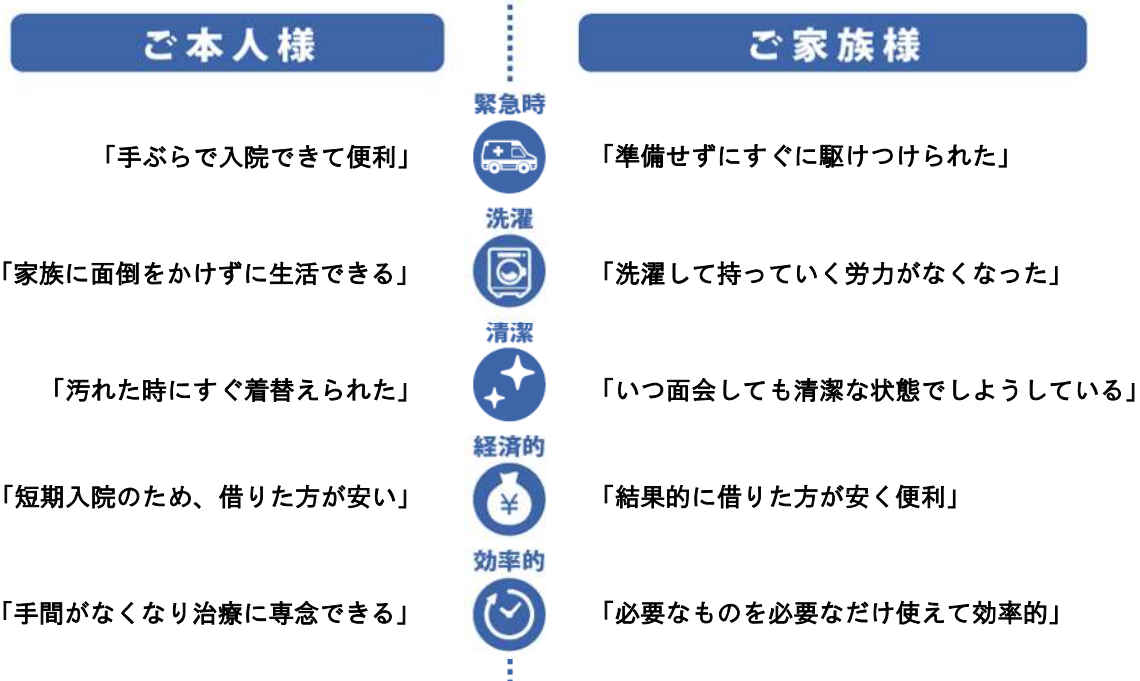 ご本人様
ご家族様
緊急時
「手ぶらで入院できて便利」
「準備せずにすぐに駆けつけられた」
洗濯
「家族に面倒をかけずに生活できる」
「洗濯して持っていく労力がなくなった」
清潔
「汚れた時にすぐ着替えられた」
「いつ面会しても清潔な状態でしようしている」
経済的
「短期入院のため、借りた方が安い」
¥
「結果的に借りた方が安く便利」
効率的
「手間がなくなり治療に専念できる」
「必要なものを必要なだけ使えて効率的」